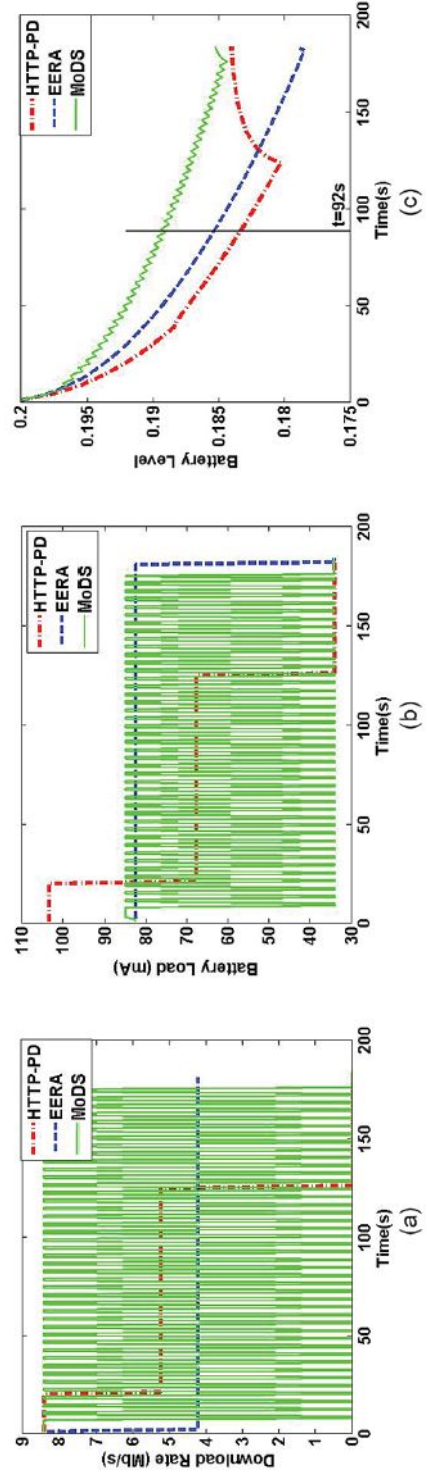 9
8
7
6
5
4
3
2
1
0
Download Rate (Mb/s)
HTTP-PD
EERA
MoDS
0
50
100
150
200
Time(s)
(a)
110
100
90
80
70
60
50
40
30
Battery Load (mA)
HTTP-PD
EERA
MoDS
0
50
100
150
200
Time(s)
(b)
0.2
0.195
0.19
0.185
0.18
0.175
Battery Level
HTTP-PD
EERA
MoDS
t=92s
0
50
100
150
200
Time(s)
(c)